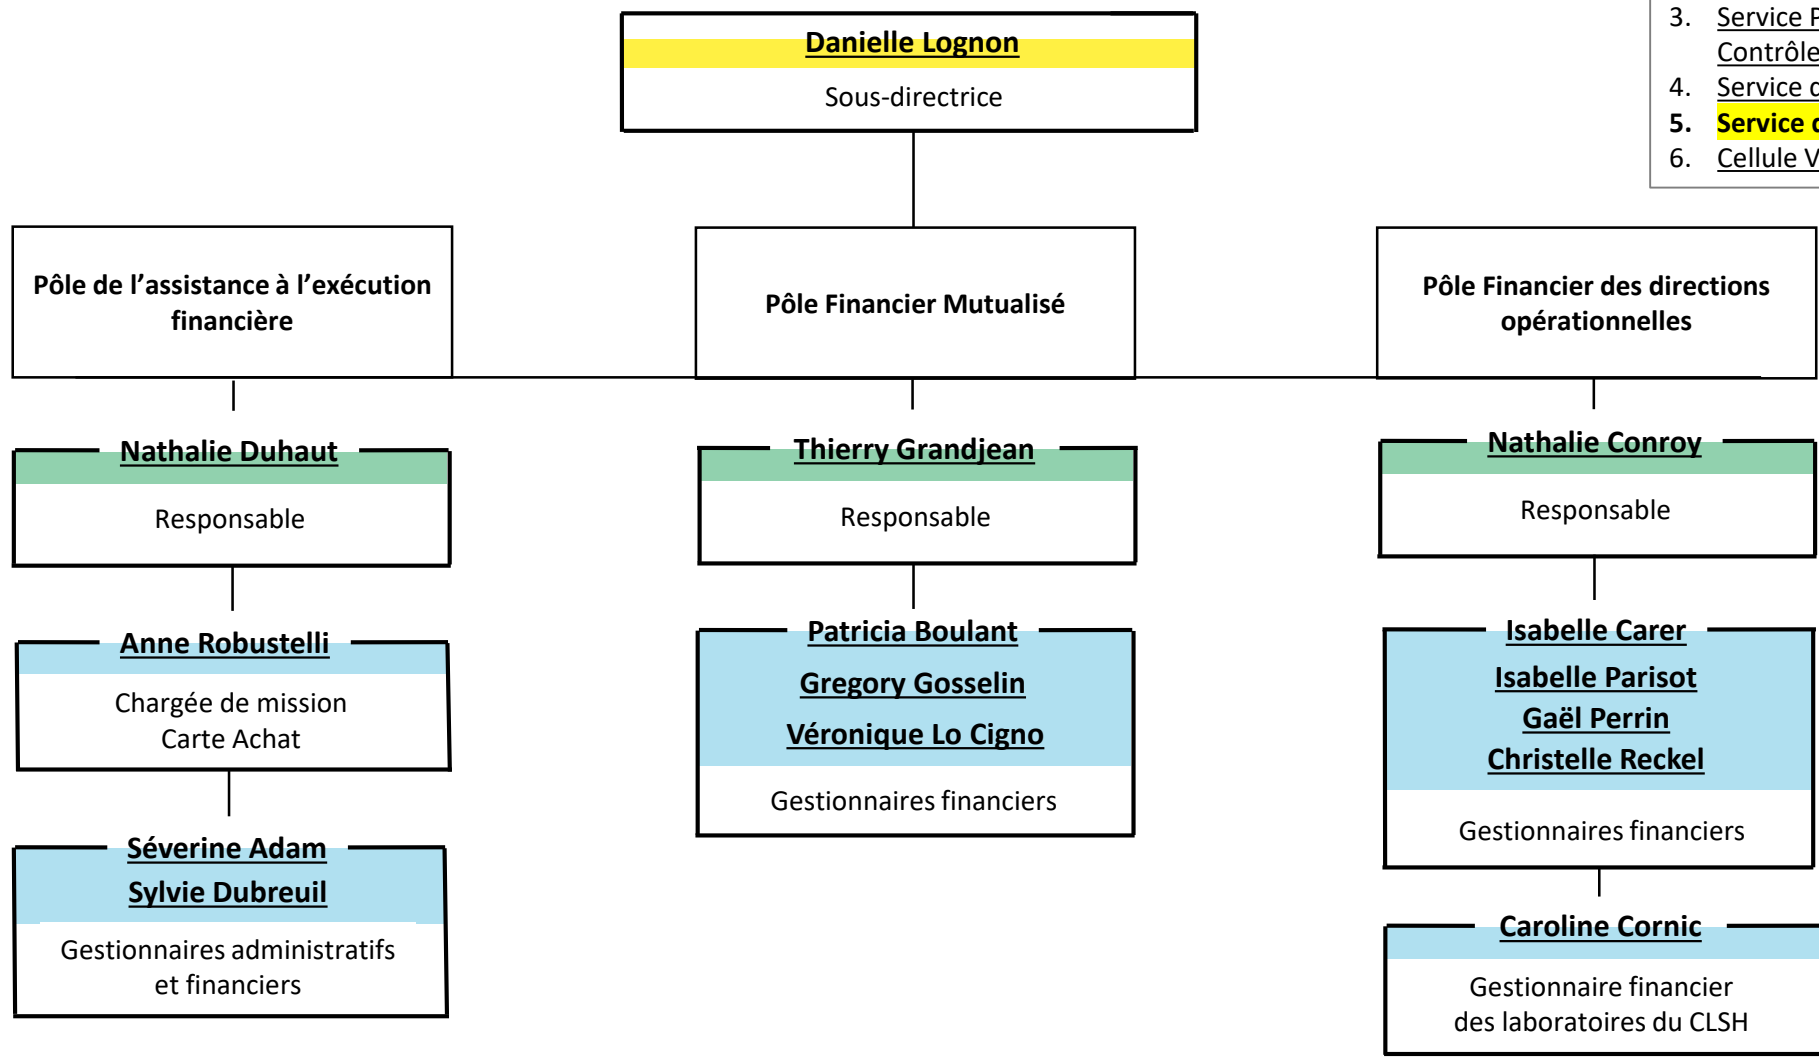 Danielle Lognon
Sous-directrice
3. Service
Contrôle
4. Service
5. Service
6. Cellule
Pôle de l’assistance à l’exécution
financière
Pôle Financier Mutualisé
Pôle Financier des directions
opérationnelles
Nathalie Duhaut
Responsable
Anne Robustelli
Chargée de mission
Carte Achat
Séverine Adam
Sylvie Dubreuil
Gestionnaires administratifs
et financiers
Thierry Grandjean
Responsable
Patricia Boulant
Gregory Gosselin
Véronique Lo Cigno
Gestionnaires financiers
Nathalie Conroy
Responsable
Isabelle Carer
Isabelle Parisot
Gaël Perrin
Christelle Reckel
Gestionnaires financiers
Caroline Cornic
Gestionnaire financier
des laboratoires du CLSH